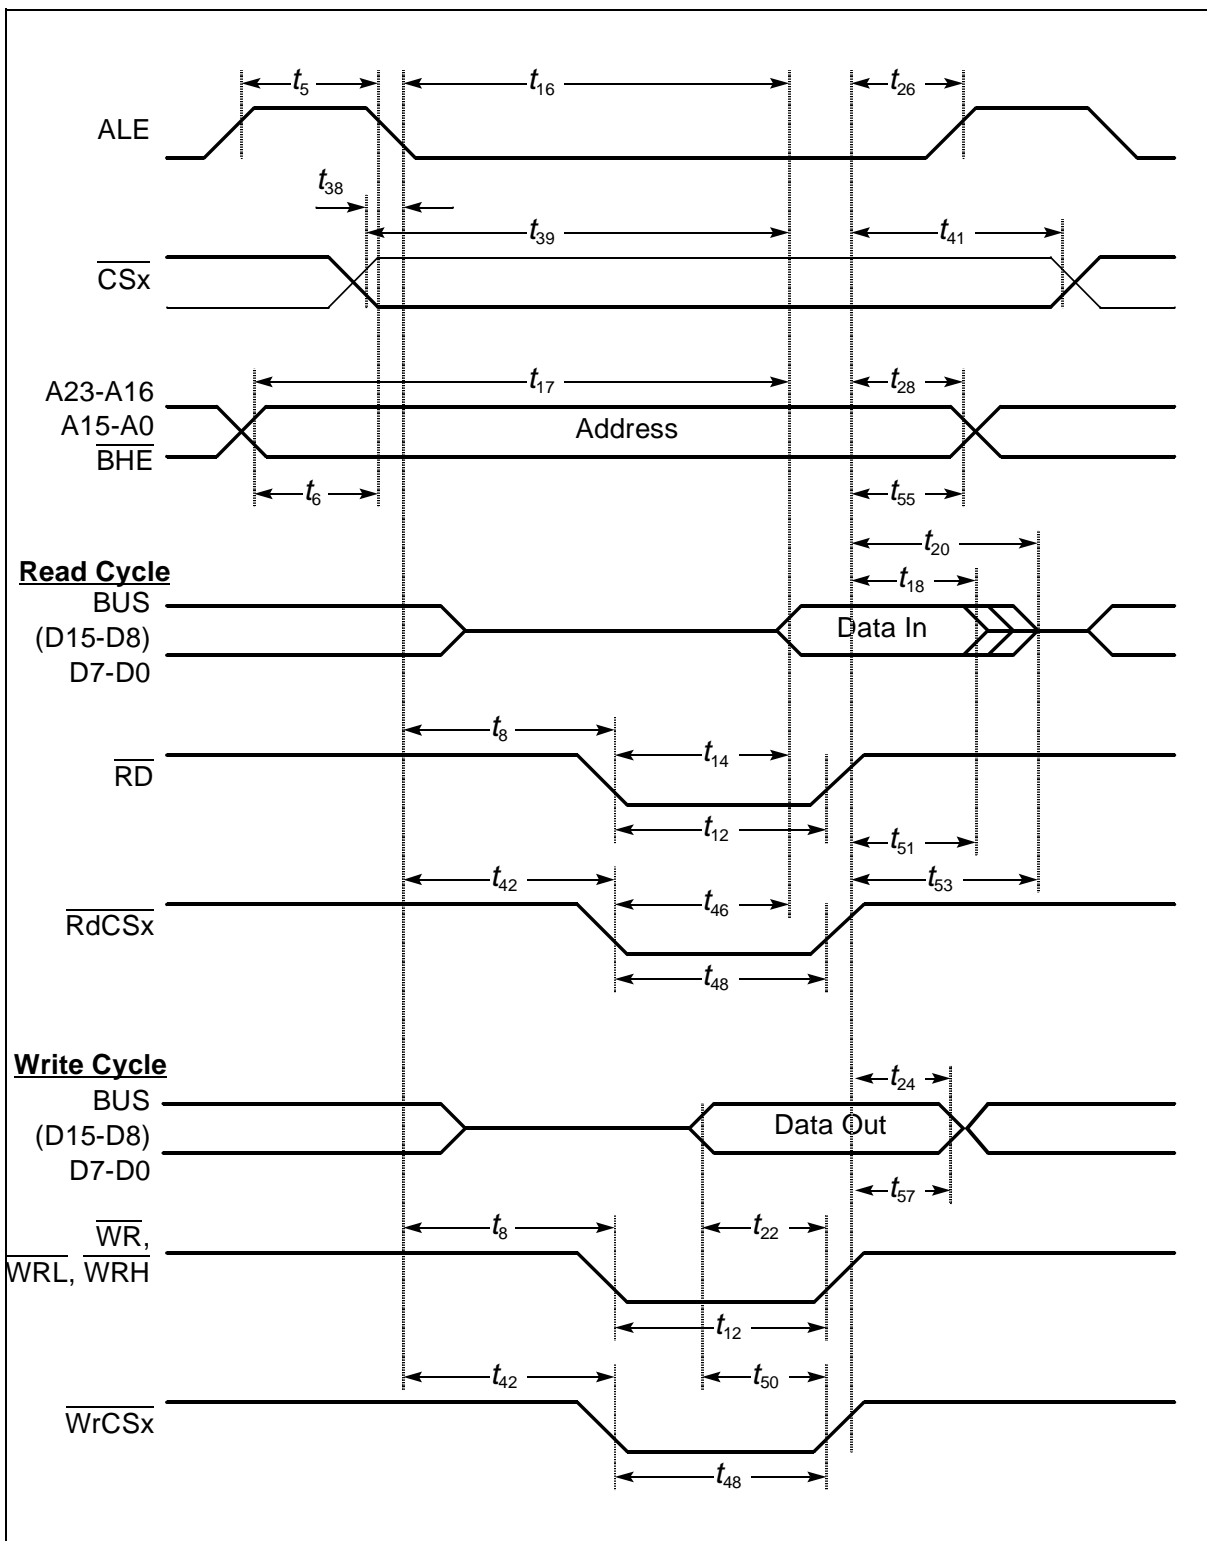 t5
t16
t26
ALE
t38
t39
t41
CSx
t17
t28
A23-A16
A15-A0
BHE
Address
t6
t55
t20
Read Cycle
t18
BUS
(D15-D8)
D7-D0
Data In
t8
t14
RD
t12
t51
t42
t46
t53
RdCSx
t48
Write Cycle
t24
BUS
(D15-D8)
D7-D0
Data Out
t57
t8
t22
WR,
WRL, WRH
t12
t42
t50
WrCSx
t48